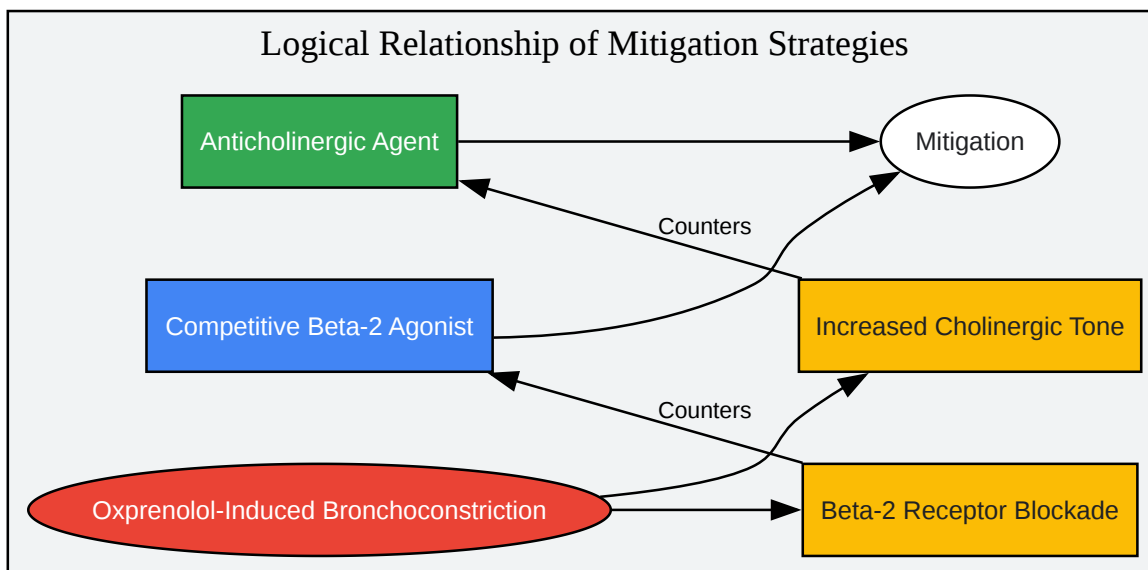 Logical Relationship of Mitigation Strategies
Anticholinergic Agent
Mitigation
Counters
Competitive Beta-2 Agonist
Increased Cholinergic Tone
Counters
Oxprenolol-Induced Bronchoconstriction
Beta-2 Receptor Blockade